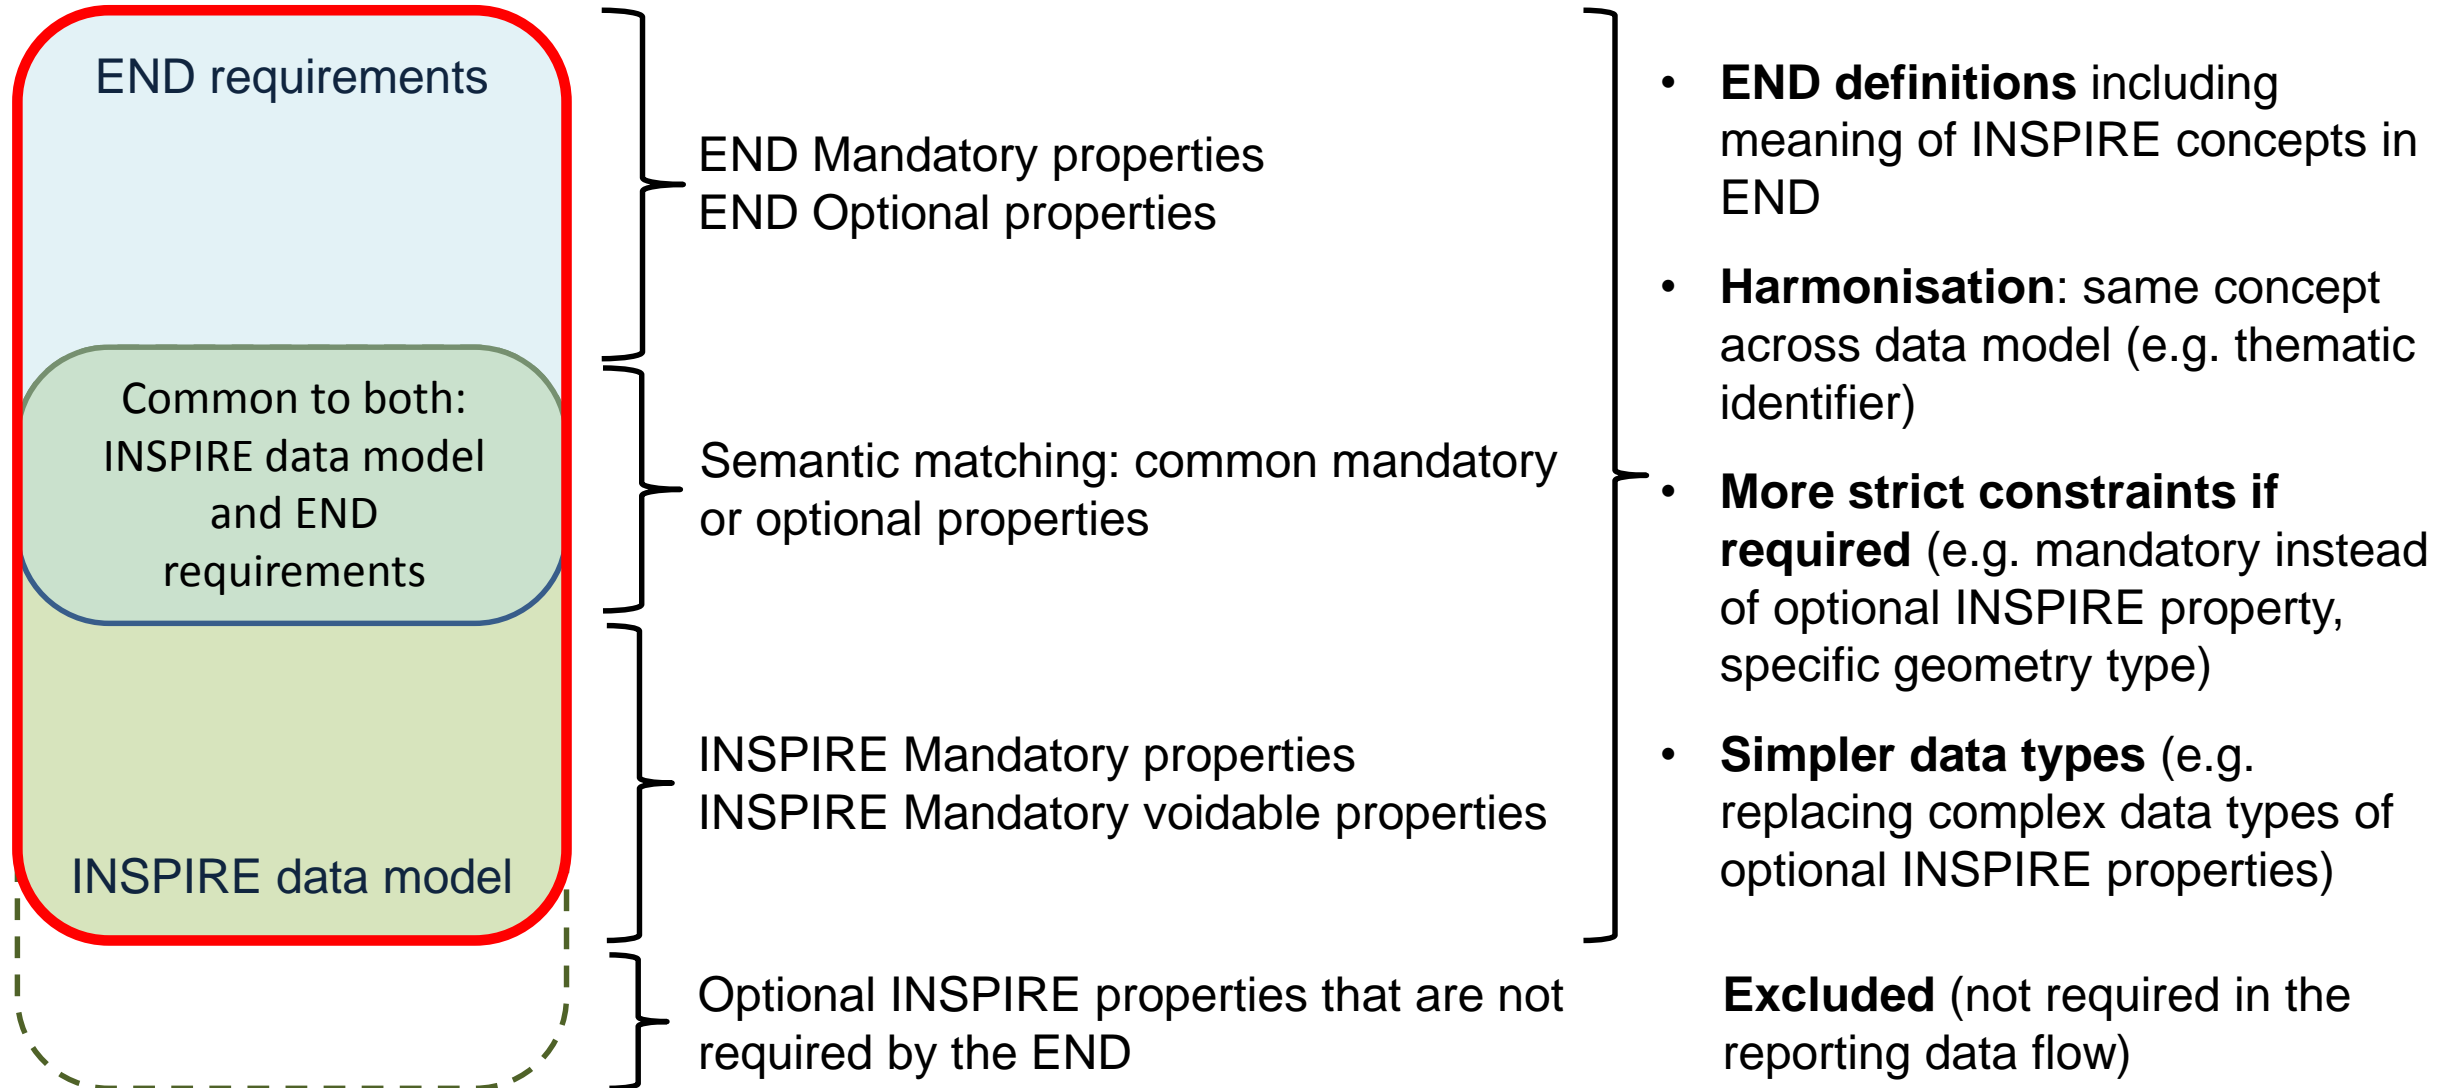 END requirements
Common to both:
INSPIRE data model
and END
requirements
INSPIRE data model
END Mandatory properties
END Optional properties
Semantic matching: common mandatory
or optional properties
INSPIRE Mandatory properties
INSPIRE Mandatory voidable properties
Optional INSPIRE properties that are not
required by the END
• END definitions including
meaning of INSPIRE concepts in
END
• Harmonisation: same concept
across data model (e.g. thematic
identifier)
• More strict constraints if
required (e.g. mandatory instead
of optional INSPIRE property,
specific geometry type)
• Simpler data types (e.g.
replacing complex data types of
optional INSPIRE properties)
Excluded (not required in the
reporting data flow)